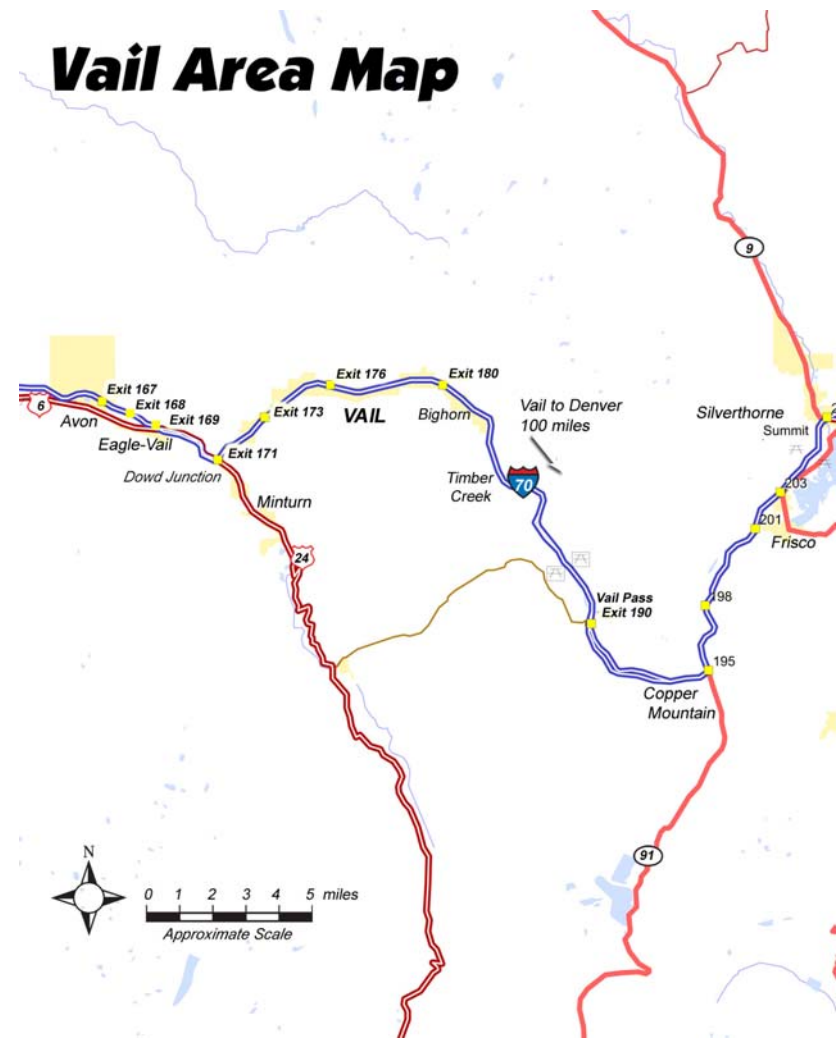 Vail Area Map
9
Exit 167
Exit 168
Exit 169
6
Avon
Eagle-Vail
Exit 171
Dowd Junction
Exit 173
Exit 176
VAIL
Exit 180
Bighorn
Vail to Denver
100 miles
Silverthorne
Summit
Timber
Creek
70
203
201
Frisco
Minturn
24
Vail Pass
Exit 190
198
195
Copper
Mountain
91
N
0 1 2 3 4 5 miles
Approximate Scale